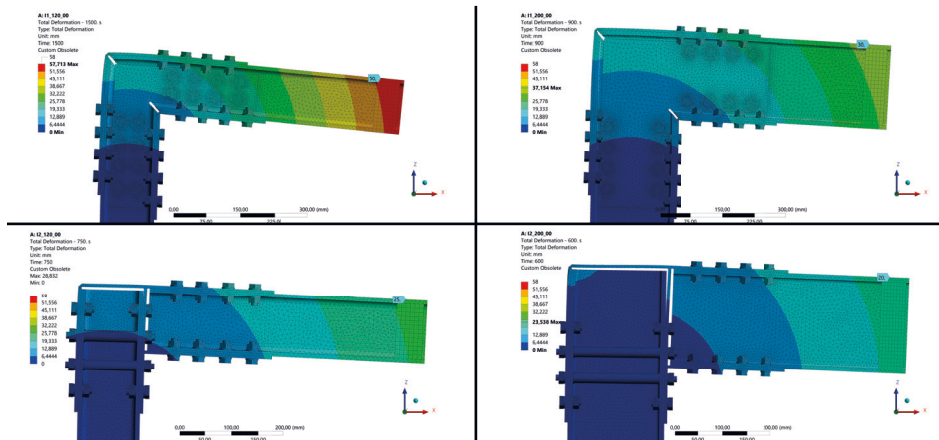 A: I1_120_00
Total Deformation - 1500. s
Type: Total Deformation
Unit: mm
Time: 1500
Custom Obsolete
58
57,713 Max
51,556
45,111
38,667
32,222
25,778
19,333
12,889
6,4444
0 Min
30,
Z
X
0,00
150,00
300,00 (mm)
75,00
225,0
A: I1_200_00
Total Deformation - 900. s
Type: Total Deformation
Unit: mm
Time: 900
Custom Obsolete
58
51,556
45,111
38,667
37,154 Max
25,778
19,333
12,889
6,4444
0 Min
30,
Z
X
0,00
150,00
300,00 (mm)
75,00
225,0
A: I2_120_00
Total Deformation - 750. s
Type: Total Deformation
Unit: mm
Time: 750
Custom Obsolete
Max: 28,832
Min: 0
51,556
45,111
38,667
32,222
25,778
19,333
12,889
6,4444
0
25,
Z
X
0,00
100,00
200,00 (mm)
50,00
150,00
A: I2_200_00
Total Deformation - 600. s
Type: Total Deformation
Unit: mm
Time: 600
Custom Obsolete
58
51,556
45,111
38,667
32,222
23,538 Max
12,889
6,4444
0 Min
20,
Z
X
0,00
100,00
00,00 (mm)
50,00
150,00